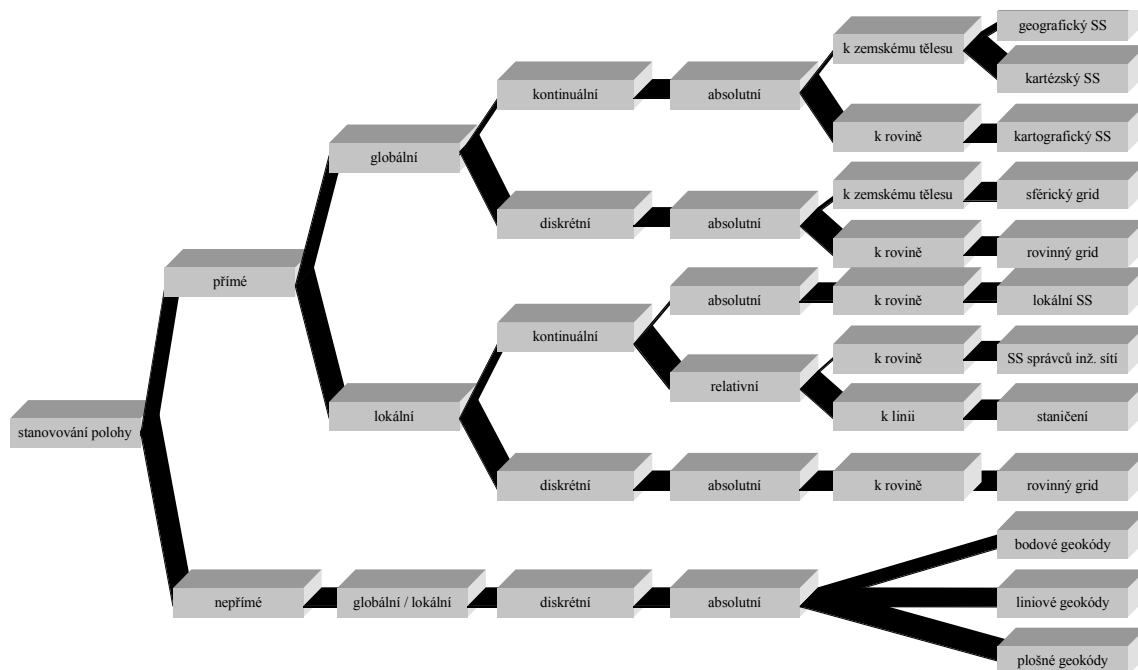 geografický SS
k zemskému tělesu
kartézský SS
kontinuální
absolutní
k rovině
kartografický SS
globální
k zemskému tělesu
sférický grid
diskrétní
absolutní
k rovině
rovinný grid
přímé
absolutní
k rovině
lokální SS
kontinuální
k rovině
SS správců inž. sítí
relativní
lokální
k linii
staničení
stanovování polohy
diskrétní
absolutní
k rovině
rovinný grid
bodové geokódy
nepřímé
globální / lokální
diskrétní
absolutní
liniové geokódy
plošné geokódy